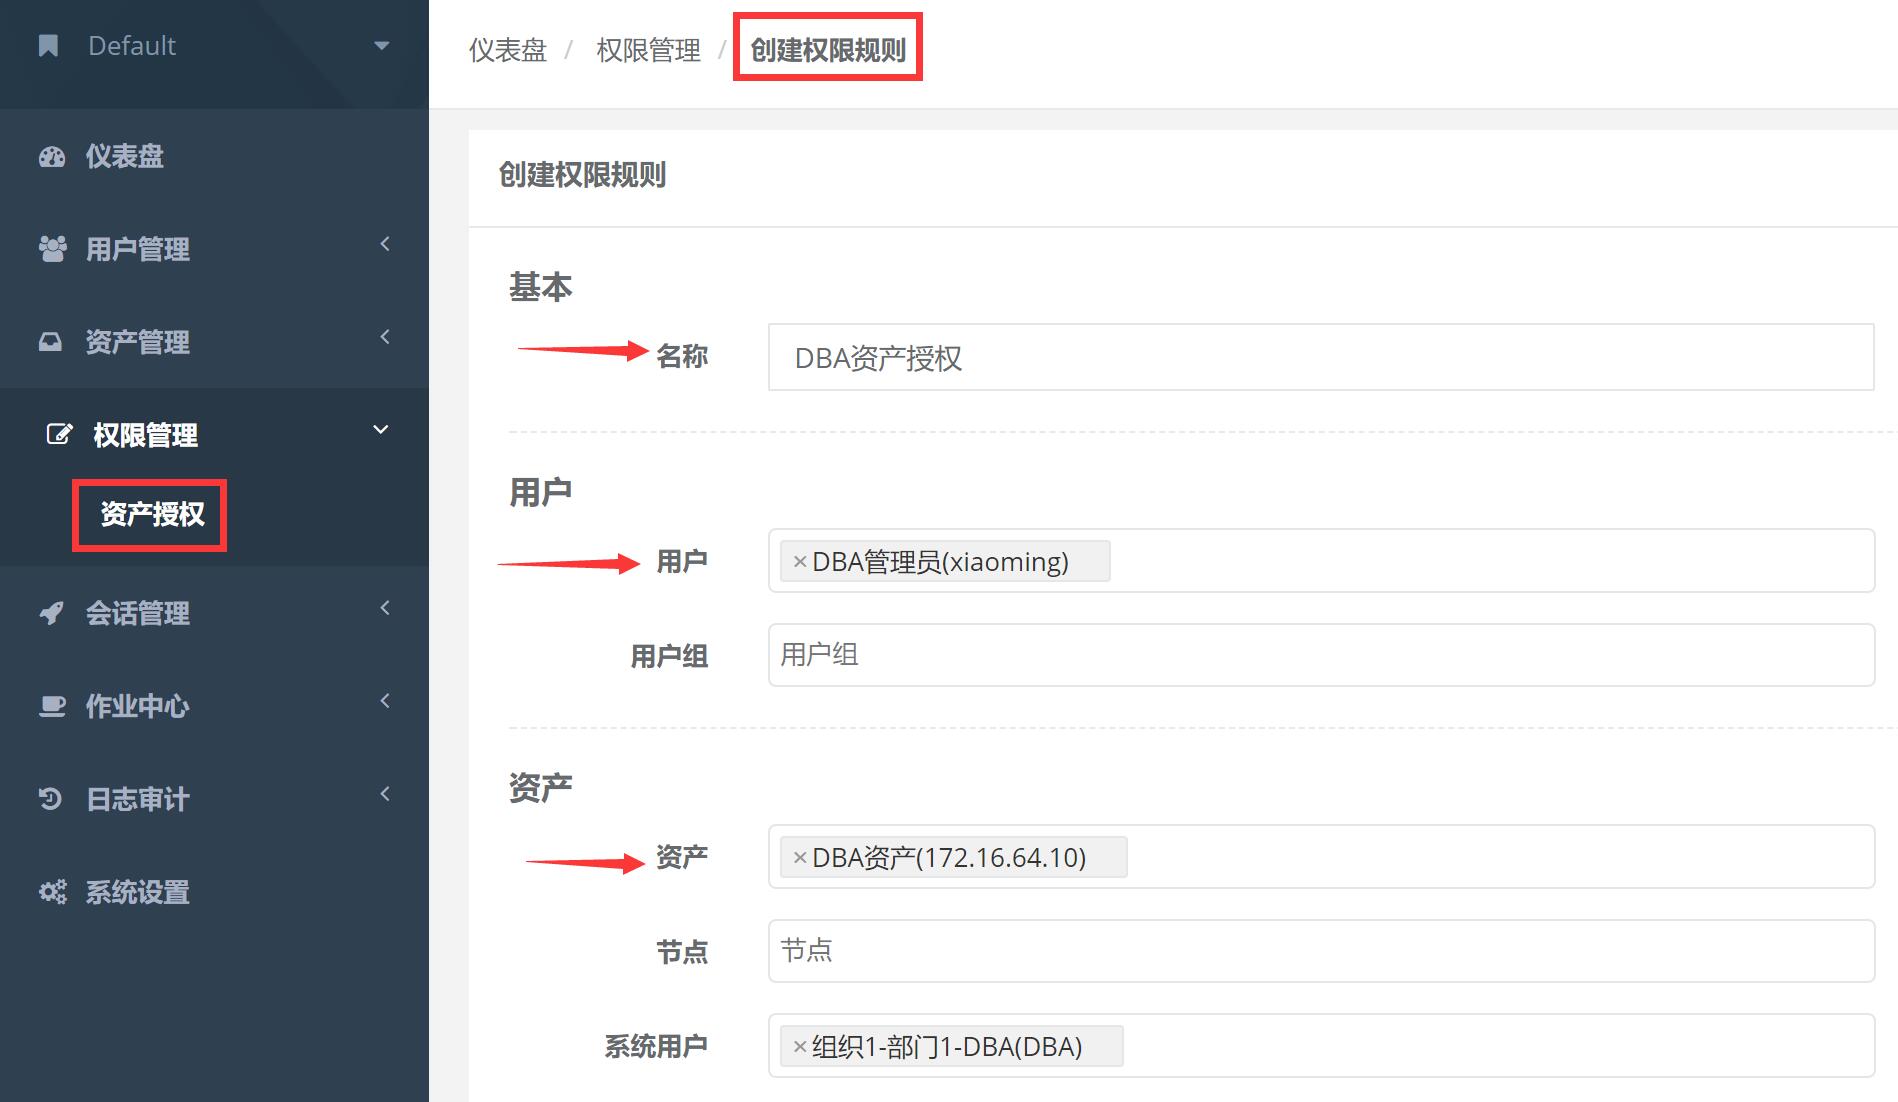 Default
仪表盘
用户管理
资产管理
权限管理
资产授权
会话管理
作业中心
日志审计
系统设置
仪表盘 / 权限管理 / 创建权限规则
创建权限规则
基本
名称 DBA资产授权
用户
用户 ×DBA管理员(xiaoming)
用户组 用户组
资产
资产 ×DBA资产(172.16.64.10)
节点 节点
系统用户 ×组织1-部门1-DBA(DBA)